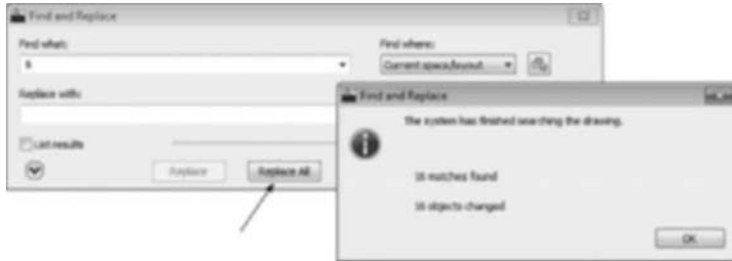 Find and Replace
Find what:
Find where:
Current space/layout
Replace with:
List results
Replace
Replace All
Find and Replace
The system has finished searching the drawing.
16 matches found
16 objects changed
OK